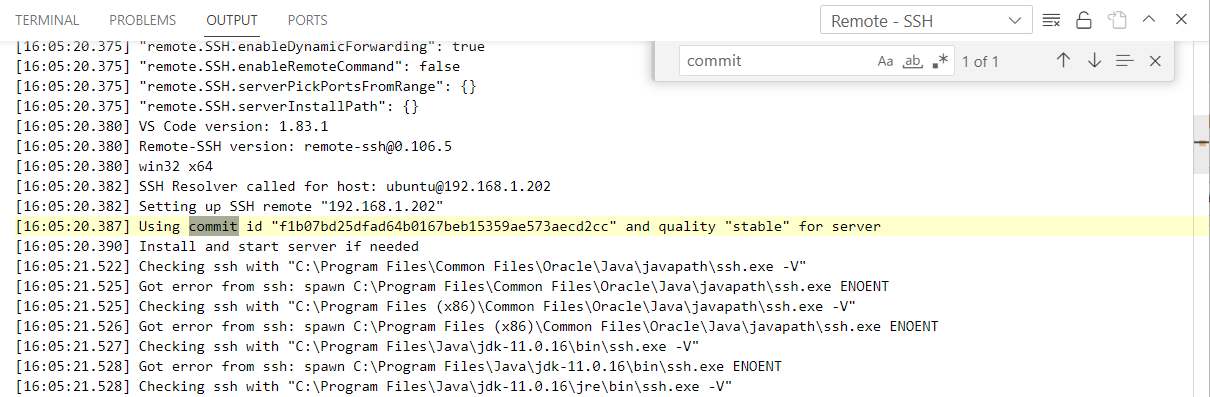 TERMINAL PROBLEMS OUTPUT PORTS Remote - SSH
commit Aa ab .* 1 of 1
[16:05:20.375] "remote.SSH.enableDynamicForwarding": true
[16:05:20.375] "remote.SSH.enableRemoteCommand": false
[16:05:20.375] "remote.SSH.serverPickPortsFromRange": {}
[16:05:20.375] "remote.SSH.serverInstallPath": {}
[16:05:20.380] VS Code version: 1.83.1
[16:05:20.380] Remote-SSH version: remote-ssh@0.106.5
[16:05:20.380] win32 x64
[16:05:20.382] SSH Resolver called for host: ubuntu@192.168.1.202
[16:05:20.382] Setting up SSH remote "192.168.1.202"
[16:05:20.387] Using commit id "f1b07bd25dfad64b0167beb15359ae573aecd2cc" and quality "stable" for server
[16:05:20.390] Install and start server if needed
[16:05:21.522] Checking ssh with "C:\Program Files\Common Files\Oracle\Java\javapath\ssh.exe -V"
[16:05:21.525] Got error from ssh: spawn C:\Program Files\Common Files\Oracle\Java\javapath\ssh.exe ENOENT
[16:05:21.525] Checking ssh with "C:\Program Files (x86)\Common Files\Oracle\Java\javapath\ssh.exe -V"
[16:05:21.526] Got error from ssh: spawn C:\Program Files (x86)\Common Files\Oracle\Java\javapath\ssh.exe ENOENT
[16:05:21.527] Checking ssh with "C:\Program Files\Java\jdk-11.0.16\bin\ssh.exe -V"
[16:05:21.528] Got error from ssh: spawn C:\Program Files\Java\jdk-11.0.16\bin\ssh.exe ENOENT
[16:05:21.528] Checking ssh with "C:\Program Files\Java\jdk-11.0.16\jre\bin\ssh.exe -V"